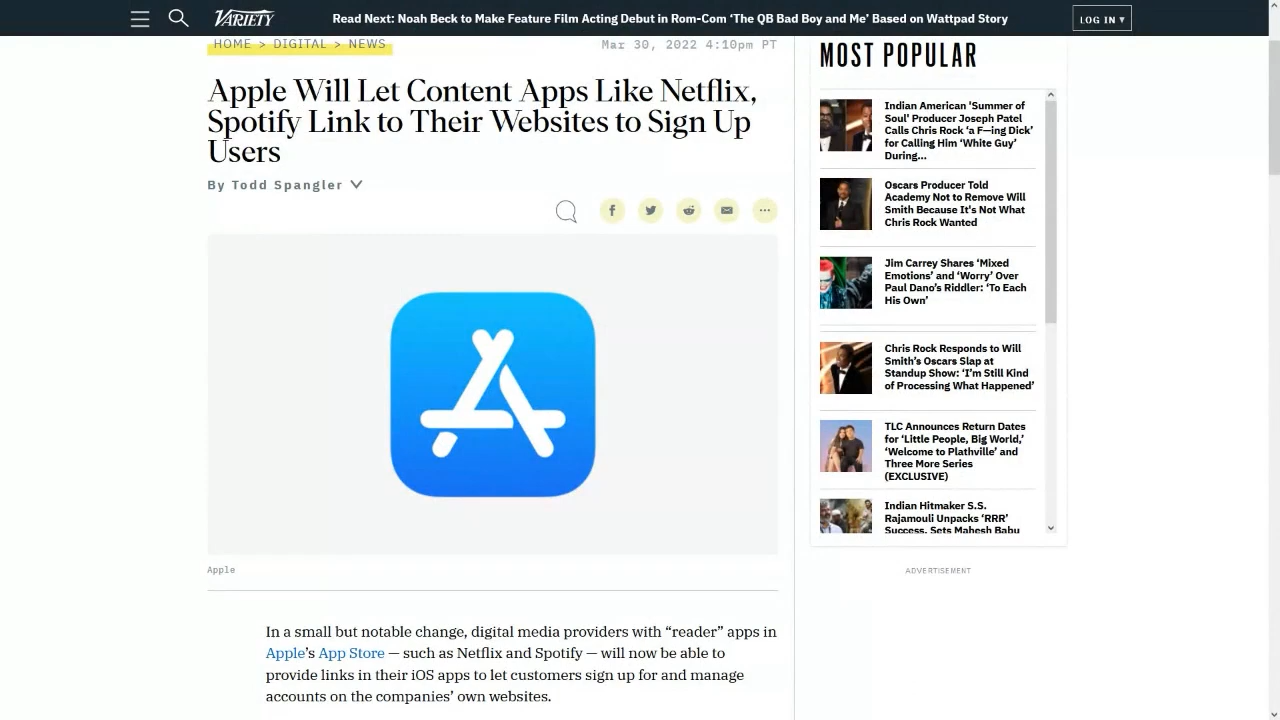 VARIETY
Read Next: Noah Beck to Make Feature Film Acting Debut in Rom-Com ‘The QB Bad Boy and Me’ Based on Wattpad Story
LOG IN ▾
HOME > DIGITAL > NEWS
Mar 30, 2022 4:10pm PT
Apple Will Let Content Apps Like Netflix,
Spotify Link to Their Websites to Sign Up
Users
By Todd Spangler
Apple
In a small but notable change, digital media providers with “reader” apps in
Apple’s App Store — such as Netflix and Spotify — will now be able to
provide links in their iOS apps to let customers sign up for and manage
accounts on the companies’ own websites.
MOST POPULAR
Indian American ‘Summer of
Soul’ Producer Joseph Patel
Calls Chris Rock ‘a F—ing Dick’
for Calling Him ‘White Guy’
During...
Oscars Producer Told
Academy Not to Remove Will
Smith Because It's Not What
Chris Rock Wanted
Jim Carrey Shares ‘Mixed
Emotions’ and ‘Worry’ Over
Paul Dano’s Riddler: ‘To Each
His Own’
Chris Rock Responds to Will
Smith’s Oscars Slap at
Standup Show: ‘I’m Still Kind
of Processing What Happened’
TLC Announces Return Dates
for ‘Little People, Big World,’
‘Welcome to Plathville’ and
Three More Series
(EXCLUSIVE)
Indian Hitmaker S.S.
Rajamouli Unpacks ‘RRR’
Success, Sets Mahesh Babu
ADVERTISEMENT